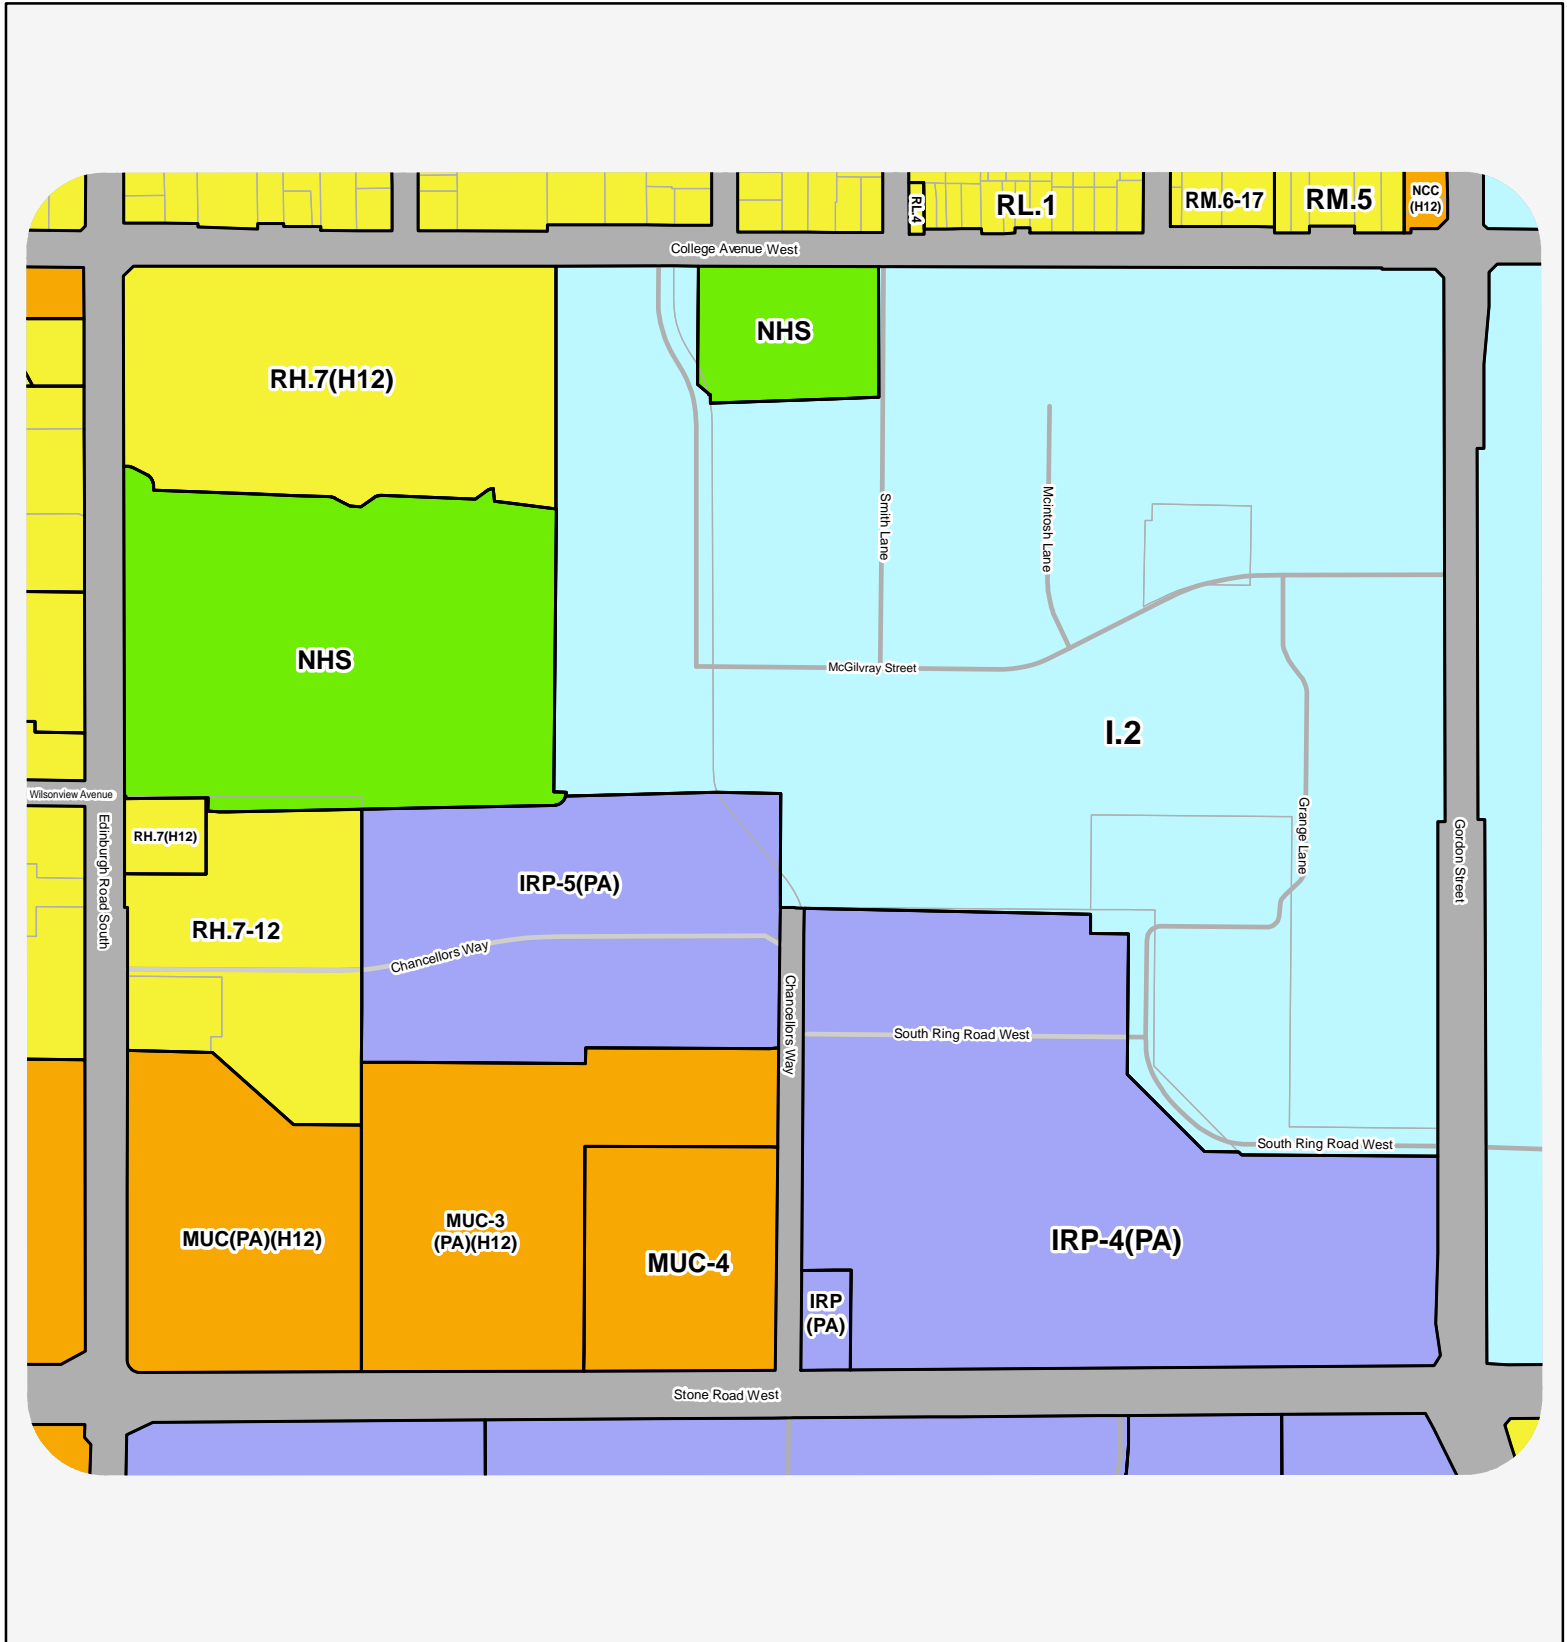 RL.4
RL.1
RM.6-17
RM.5
NCC
(H12)
College Avenue West
NHS
RH.7(H12)
Smith Lane
Mcintosh Lane
NHS
McGilvray Street
I.2
Wilsonview Avenue
Edinburgh Road South
RH.7(H12)
Grange Lane
Gordon Street
IRP-5(PA)
RH.7-12
Chancellors Way
Chancellors Way
South Ring Road West
South Ring Road West
MUC(PA)(H12)
MUC-3
(PA)(H12)
MUC-4
IRP-4(PA)
IRP
(PA)
Stone Road West